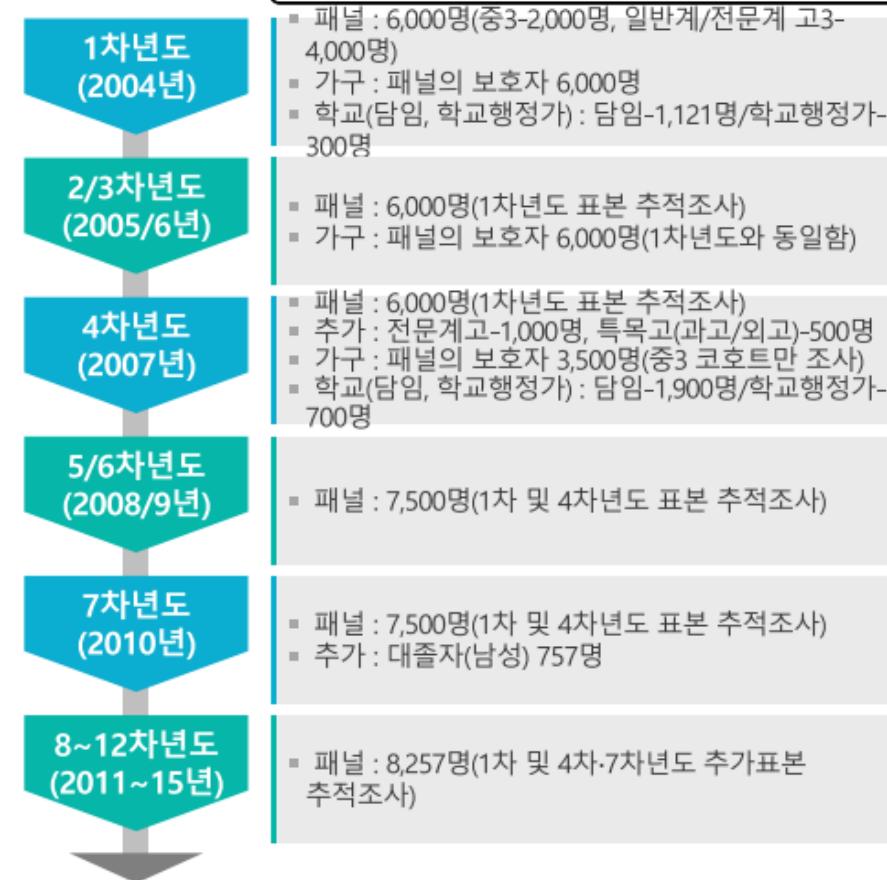 1차년도
(2004년)
▪ 패널 : 6,000명(중3-2,000명, 일반계/전문계 고3-
4,000명)
▪ 가구 : 패널의 보호자 6,000명
▪ 학교(담임, 학교행정가) : 담임-1,121명/학교행정가-
300명
2/3차년도
(2005/6년)
▪ 패널 : 6,000명(1차년도 표본 추적조사)
▪ 가구 : 패널의 보호자 6,000명(1차년도와 동일함)
4차년도
(2007년)
▪ 패널 : 6,000명(1차년도 표본 추적조사)
▪ 추가 : 전문계고-1,000명, 특목고(과고/외고)-500명
▪ 가구 : 패널의 보호자 3,500명(중3 코호트만 조사)
▪ 학교(담임, 학교행정가) : 담임-1,900명/학교행정가-
700명
5/6차년도
(2008/9년)
▪ 패널 : 7,500명(1차 및 4차년도 표본 추적조사)
7차년도
(2010년)
▪ 패널 : 7,500명(1차 및 4차년도 표본 추적조사)
▪ 추가 : 대졸자(남성) 757명
8~12차년도
(2011~15년)
▪ 패널 : 8,257명(1차 및 4차·7차년도 추가표본
추적조사)